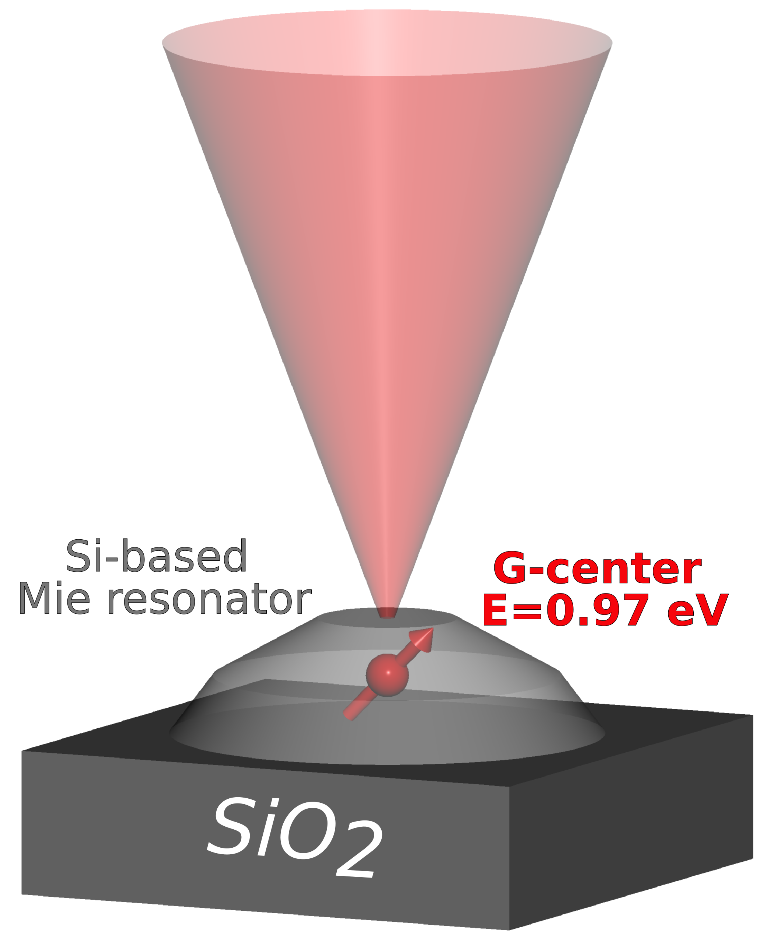 Si-based
Mie resonator
G-center
E=0.97 eV
SiO2